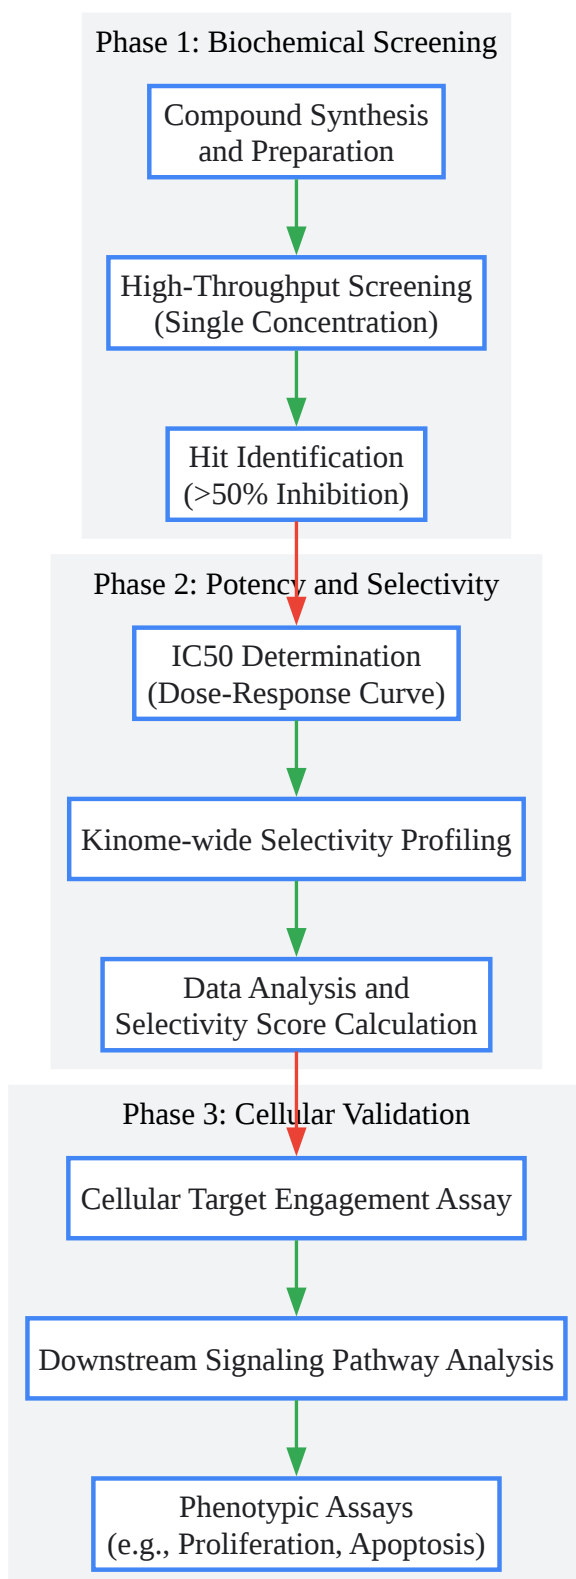 Phase 1: Biochemical Screening
Compound Synthesis
and Preparation
High-Throughput Screening
(Single Concentration)
Hit Identification
(>50% Inhibition)
Phase 2: Potency and Selectivity
IC50 Determination
(Dose-Response Curve)
Kinome-wide Selectivity Profiling
Data Analysis and
Selectivity Score Calculation
Phase 3: Cellular Validation
Cellular Target Engagement Assay
Downstream Signaling Pathway Analysis
Phenotypic Assays
(e.g., Proliferation, Apoptosis)